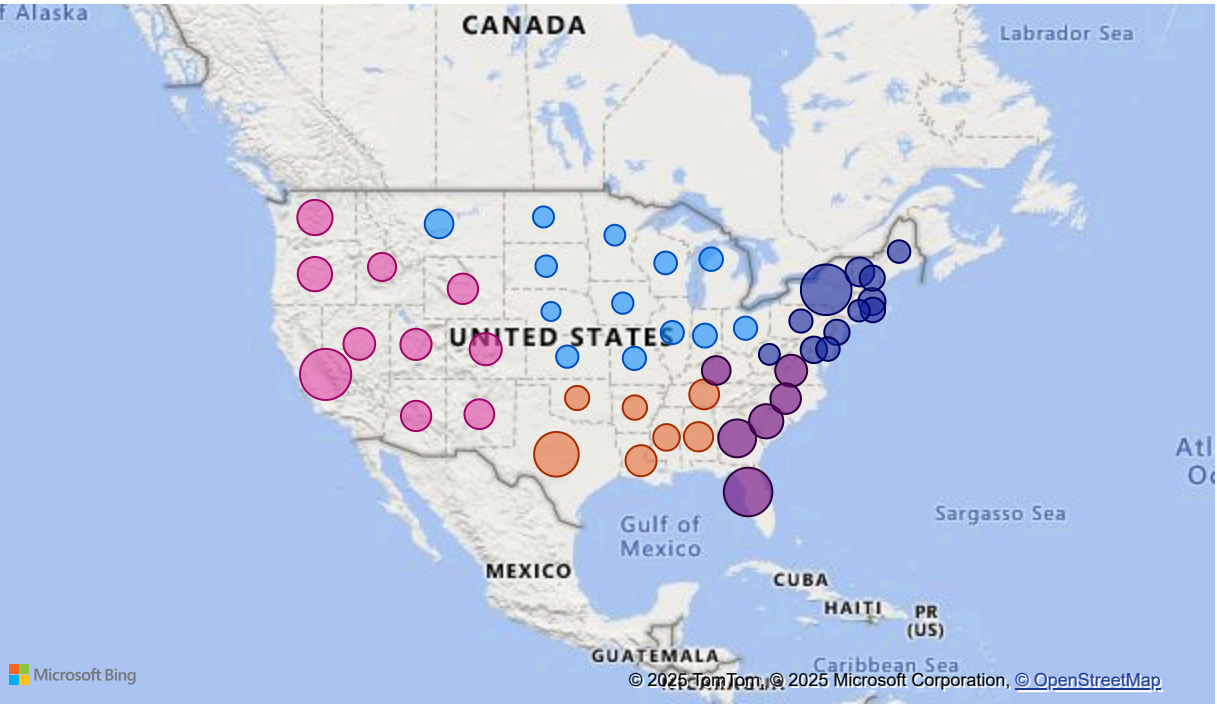 f Alaska
CANADA
Labrador Sea
UNITED STATES
Atl
Oc
Sargasso Sea
Gulf of
Mexico
MEXICO
CUBA
HAITI
PR
(US)
GUATEMALA
Caribbean Sea
Microsoft Bing
© 2025 TomTom, © 2025 Microsoft Corporation, © OpenStreetMap